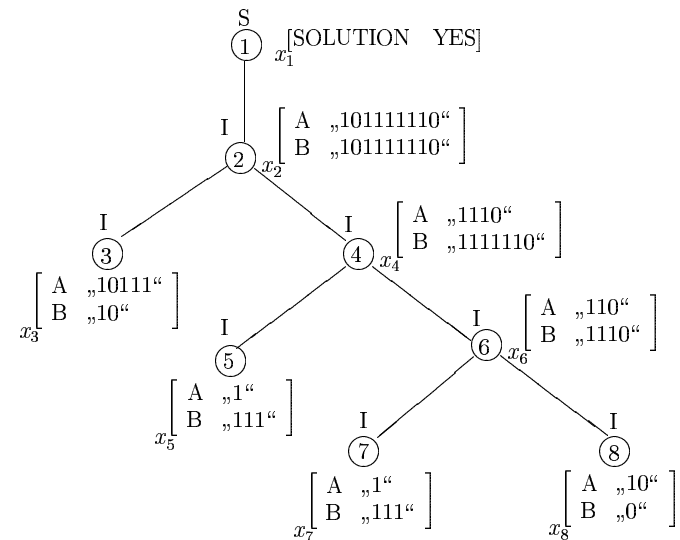 S
1
x1 [SOLUTION YES]
I
2
x2
A „101111110“
B „101111110“
I
3
x3
A „10111“
B „10“
I
4
x4
A „1110“
B „1111110“
I
5
x5
A „1“
B „111“
I
6
x6
A „110“
B „1110“
I
7
x7
A „1“
B „111“
I
8
x8
A „10“
B „0“